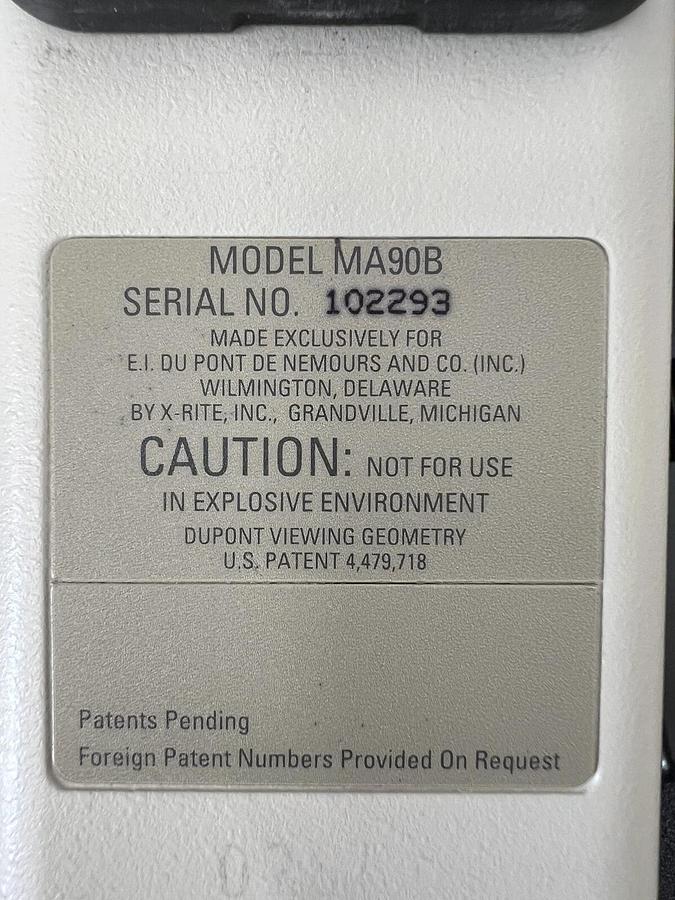 MODEL MA90B
SERIAL NO. 102293
MADE EXCLUSIVELY FOR
E.I. DU PONT DE NEMOURS AND CO. (INC.)
WILMINGTON, DELAWARE
BY X-RITE, INC., GRANDVILLE, MICHIGAN
CAUTION: NOT FOR USE
IN EXPLOSIVE ENVIRONMENT
DUPONT VIEWING GEOMETRY
U.S. PATENT 4,479,718
Patents Pending
Foreign Patent Numbers Provided On Request